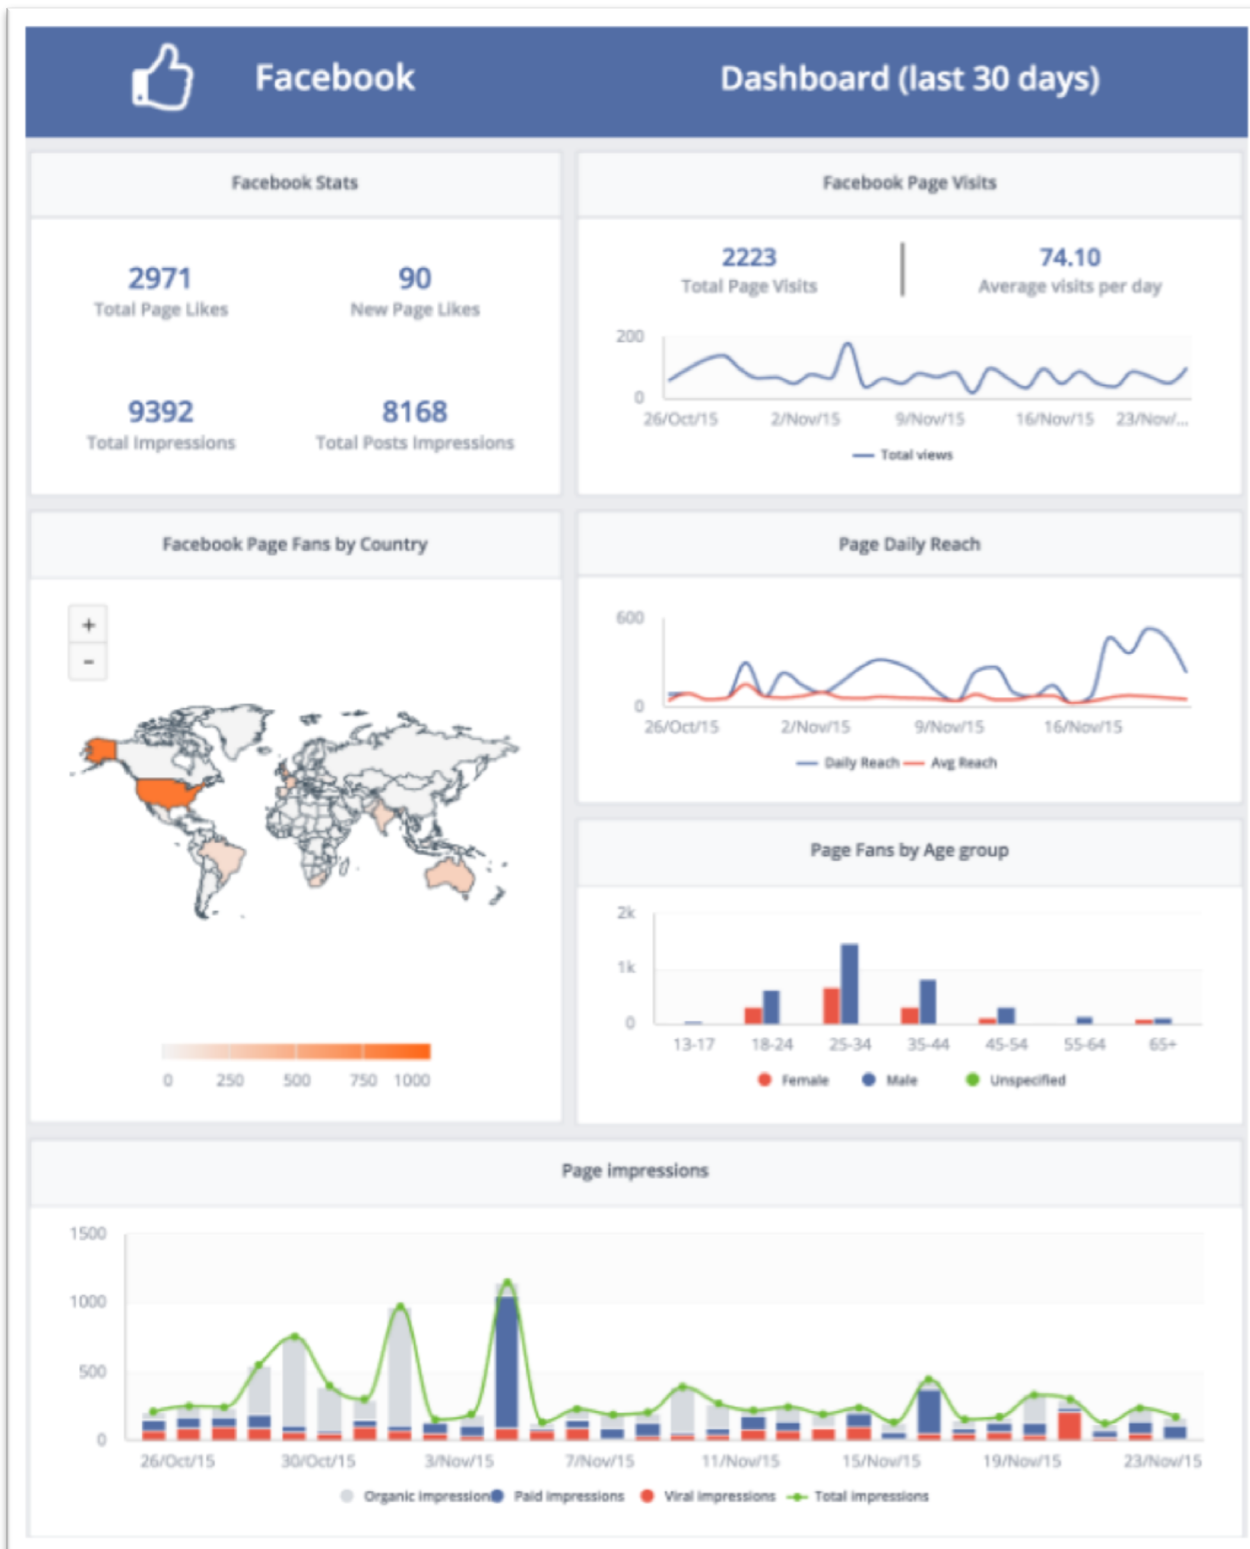 Facebook
Dashboard (last 30 days)
Facebook Stats
2971
Total Page Likes
90
New Page Likes
9392
Total Impressions
8168
Total Posts Impressions
Facebook Page Visits
2223
Total Page Visits
74.10
Average visits per day
200
0
26/Oct/15 2/Nov/15 9/Nov/15 16/Nov/15 23/Nov/...
Total views
Facebook Page Fans by Country
+
−
0 250 500 750 1000
Page Daily Reach
600
0
26/Oct/15 2/Nov/15 9/Nov/15 16/Nov/15
Daily Reach Avg Reach
Page Fans by Age group
2k
1k
0
13-17 18-24 25-34 35-44 45-54 55-64 65+
Female Male Unspecified
Page impressions
1500
1000
500
0
26/Oct/15 30/Oct/15 3/Nov/15 7/Nov/15 11/Nov/15 15/Nov/15 19/Nov/15 23/Nov/15
Organic impression Paid impressions Viral impressions Total impressions